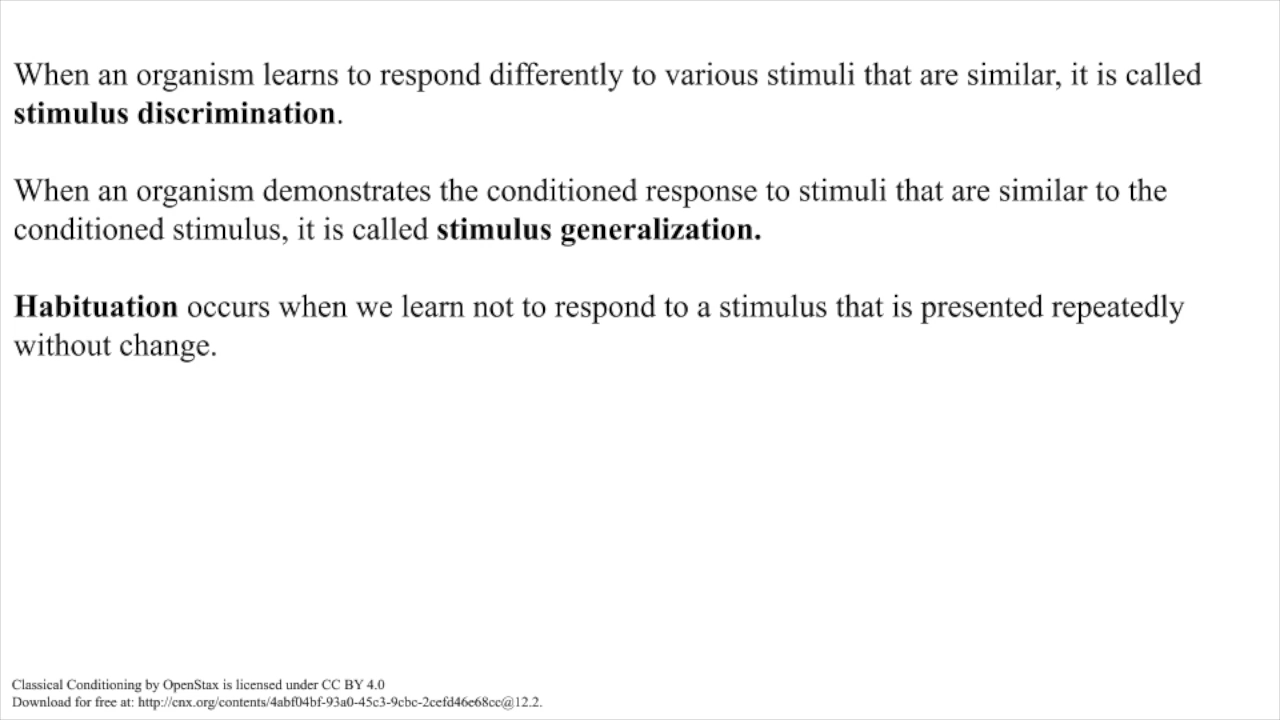 When an organism learns to respond differently to various stimuli that are similar, it is called
stimulus discrimination.
When an organism demonstrates the conditioned response to stimuli that are similar to the
conditioned stimulus, it is called stimulus generalization.
Habituation occurs when we learn not to respond to a stimulus that is presented repeatedly
without change.
Classical Conditioning by OpenStax is licensed under CC BY 4.0
Download for free at: http://cnx.org/contents/4abf04bf-93a0-45c3-9cbc-2cefd46e68cc@12.2.